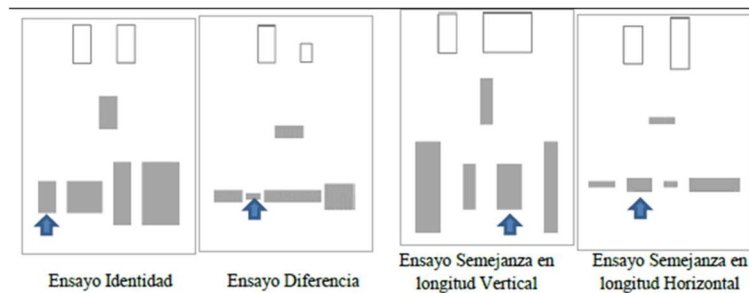 Ensayo Identidad
Ensayo Diferencia
Ensayo Semejanza en
longitud Vertical
Ensayo Semejanza en
longitud Horizontal